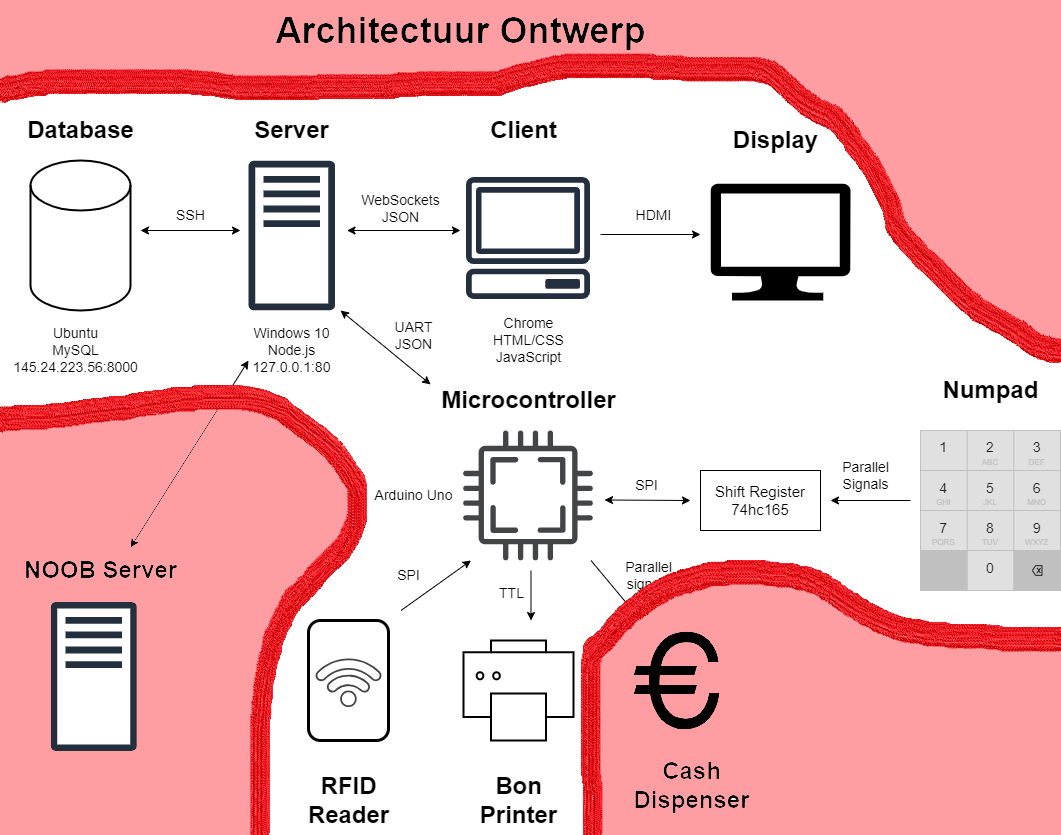 Architectuur Ontwerp
Database
Server
Client
Display
SSH
WebSockets
JSON
HDMI
Ubuntu
MySQL
145.24.223.56:8000
Windows 10
Node.js
127.0.0.1:80
UART
JSON
Chrome
HTML/CSS
JavaScript
Microcontroller
Numpad
Arduino Uno
SPI
Shift Register
74hc165
Parallel
Signals
1
2
ABC
3
DEF
4
GHI
5
JKL
6
MNO
7
PQRS
8
TUV
9
WXYZ
0
NOOB Server
SPI
TTL
Parallel
RFID
Reader
Bon
Printer
€
Cash
Dispenser